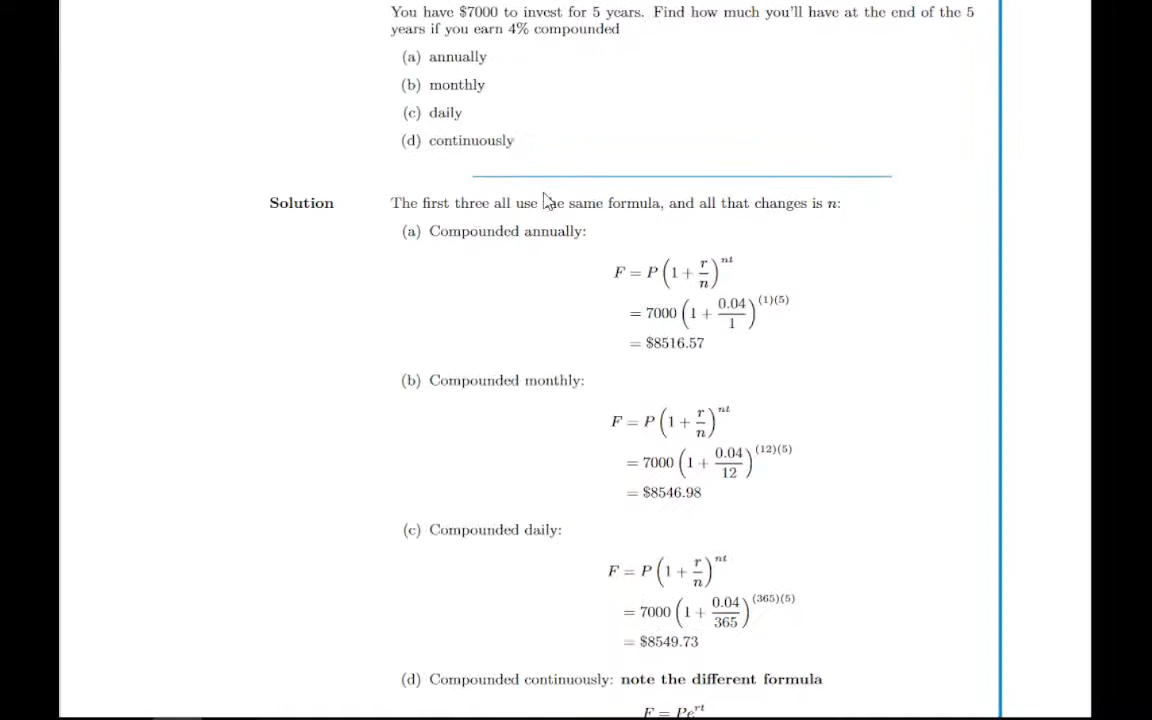 You have $7000 to invest for 5 years. Find how much you'll have at the end of the 5
years if you earn 4% compounded
(a) annually
(b) monthly
(c) daily
(d) continuously
Solution The first three all use the same formula, and all that changes is n:
(a) Compounded annually:
F = P(1 + r/n)^nt
= 7000(1 + 0.04/1)^(1)(5)
= $8516.57
(b) Compounded monthly:
F = P(1 + r/n)^nt
= 7000(1 + 0.04/12)^(12)(5)
= $8546.98
(c) Compounded daily:
F = P(1 + r/n)^nt
= 7000(1 + 0.04/365)^(365)(5)
= $8549.73
(d) Compounded continuously: note the different formula
F = Pe^rt